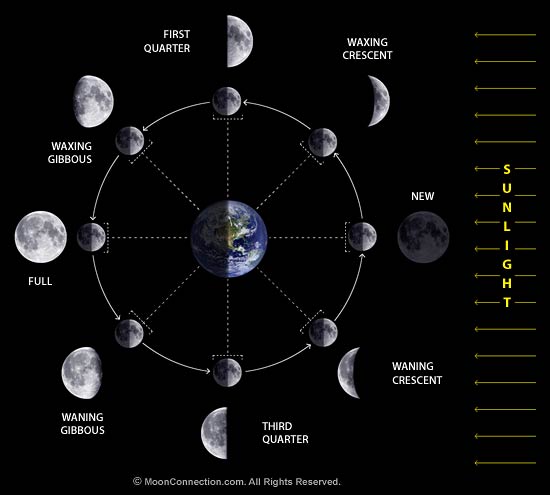 FIRST
QUARTER
WAXING
CRESCENT
WAXING
GIBBOUS
NEW
SUNLIGHT
FULL
WANING
GIBBOUS
WANING
CRESCENT
THIRD
QUARTER
© MoonConnection.com. All Rights Reserved.